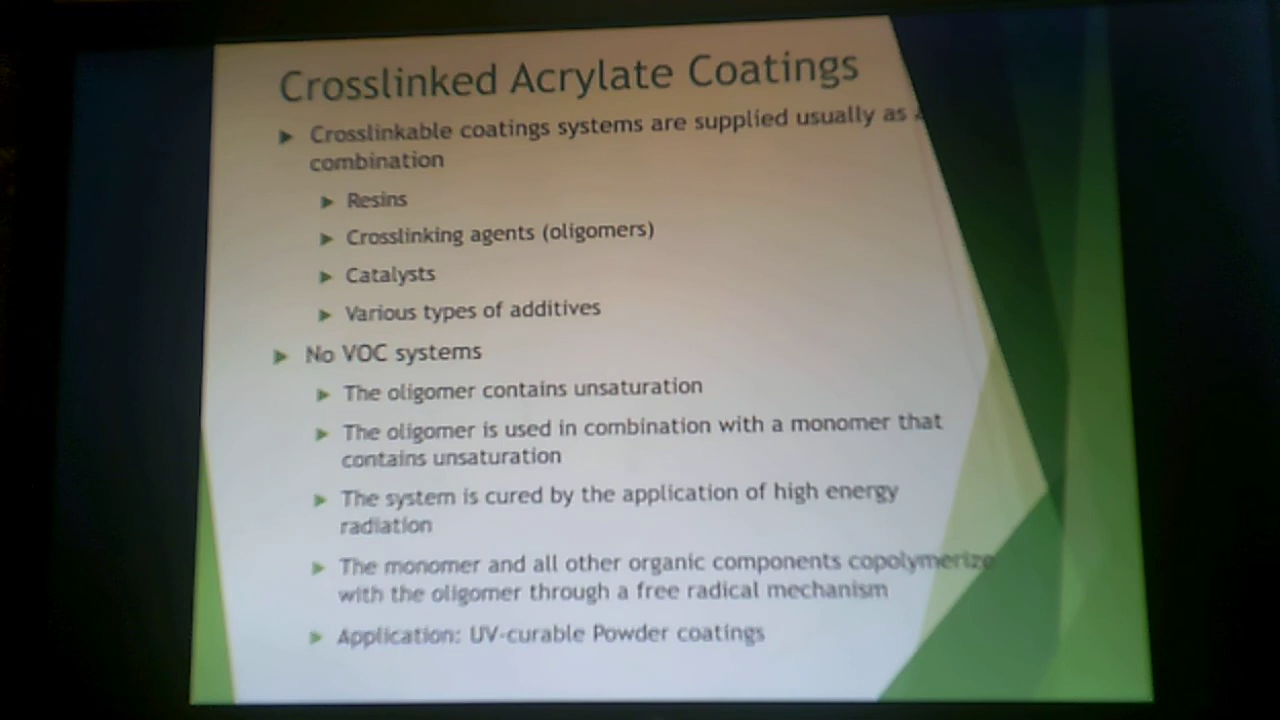 Crosslinked Acrylate Coatings
Crosslinkable coatings systems are supplied usually as
combination
Resins
Crosslinking agents (oligomers)
Catalysts
Various types of additives
No VOC systems
The oligomer contains unsaturation
The oligomer is used in combination with a monomer that
contains unsaturation
The system is cured by the application of high energy
radiation
The monomer and all other organic components copolymerize
with the oligomer through a free radical mechanism
Application: UV-curable Powder coatings